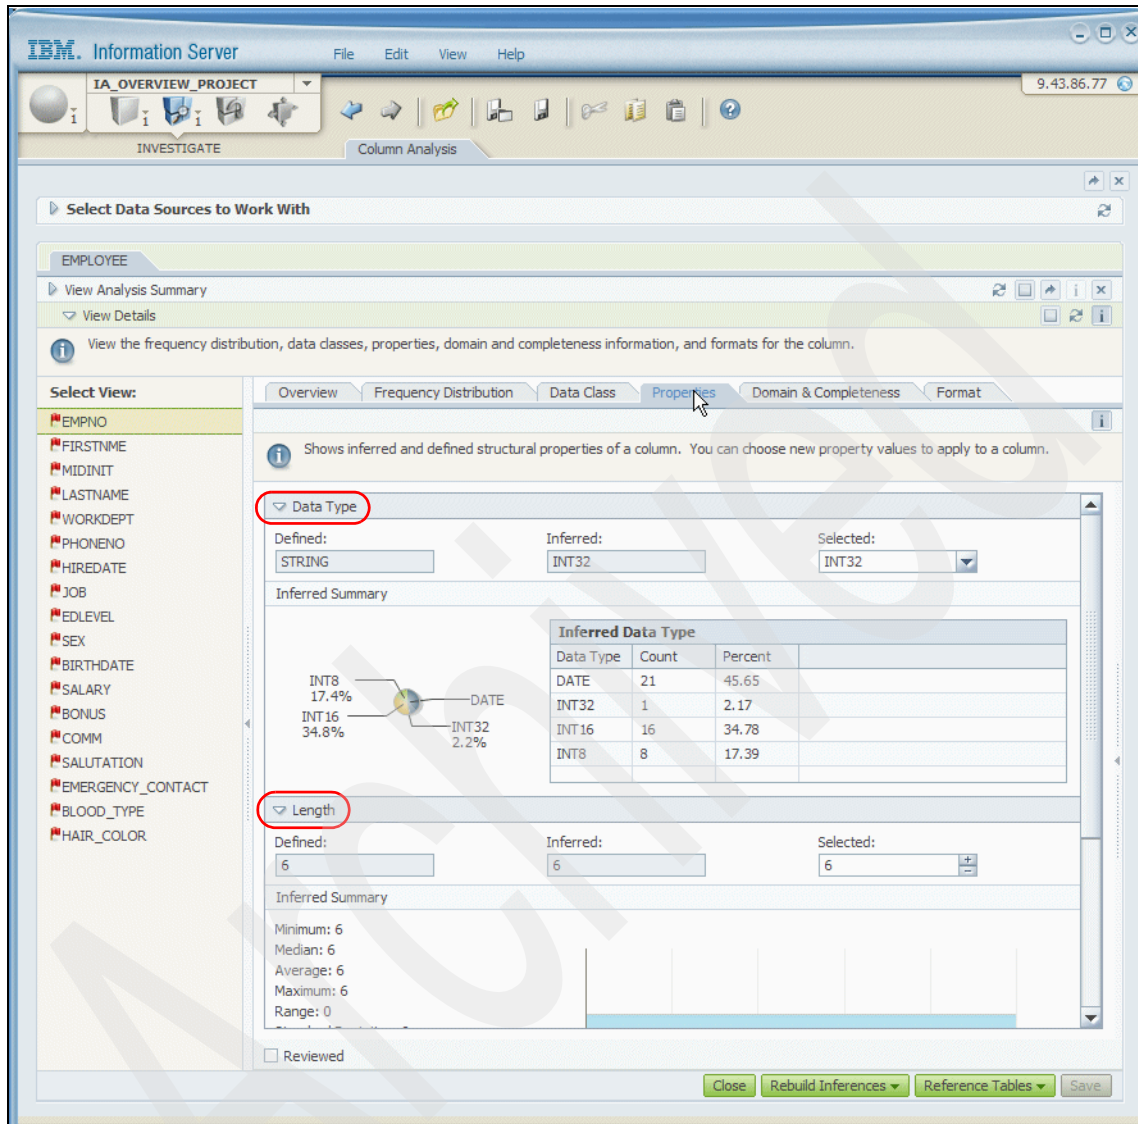 IBM. Information Server
File Edit View Help
IA_OVERVIEW_PROJECT
9.43.86.77
INVESTIGATE
Column Analysis
Select Data Sources to Work With
EMPLOYEE
View Analysis Summary
View Details
View the frequency distribution, data classes, properties, domain and completeness information, and formats for the column.
Select View:
EMPNO
FIRSTNME
MIDINIT
LASTNAME
WORKDEPT
PHONENO
HIREDATE
JOB
EDLEVEL
SEX
BIRTHDATE
SALARY
BONUS
COMM
SALUTATION
EMERGENCY_CONTACT
BLOOD_TYPE
HAIR_COLOR
Overview Frequency Distribution Data Class Properties Domain & Completeness Format
Shows inferred and defined structural properties of a column. You can choose new property values to apply to a column.
Data Type
Defined: Inferred: Selected:
STRING INT32 INT32
Inferred Summary
INT8
17.4%
INT16
34.8%
DATE
INT32
2.2%
Inferred Data Type
Data Type Count Percent
DATE 21 45.65
INT32 1 2.17
INT16 16 34.78
INT8 8 17.39
Length
Defined: Inferred: Selected:
6 6 6
Inferred Summary
Minimum: 6
Median: 6
Average: 6
Maximum: 6
Range: 0
Reviewed
Close Rebuild Inferences Reference Tables Save
Archived